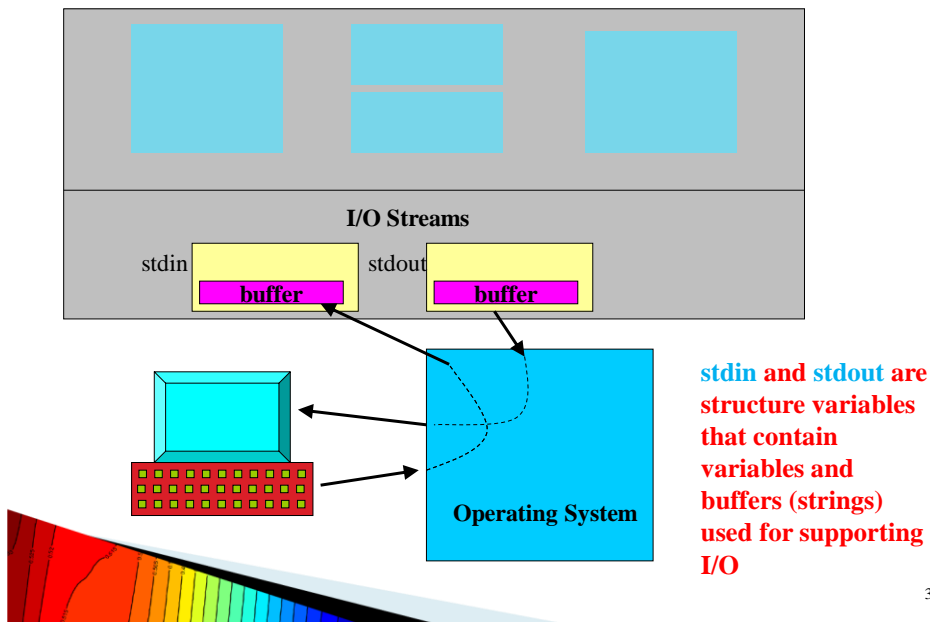 I/O Streams
stdin
stdout
buffer
buffer
Operating System
stdin and stdout are
structure variables
that contain
variables and
buffers (strings)
used for supporting
I/O
3